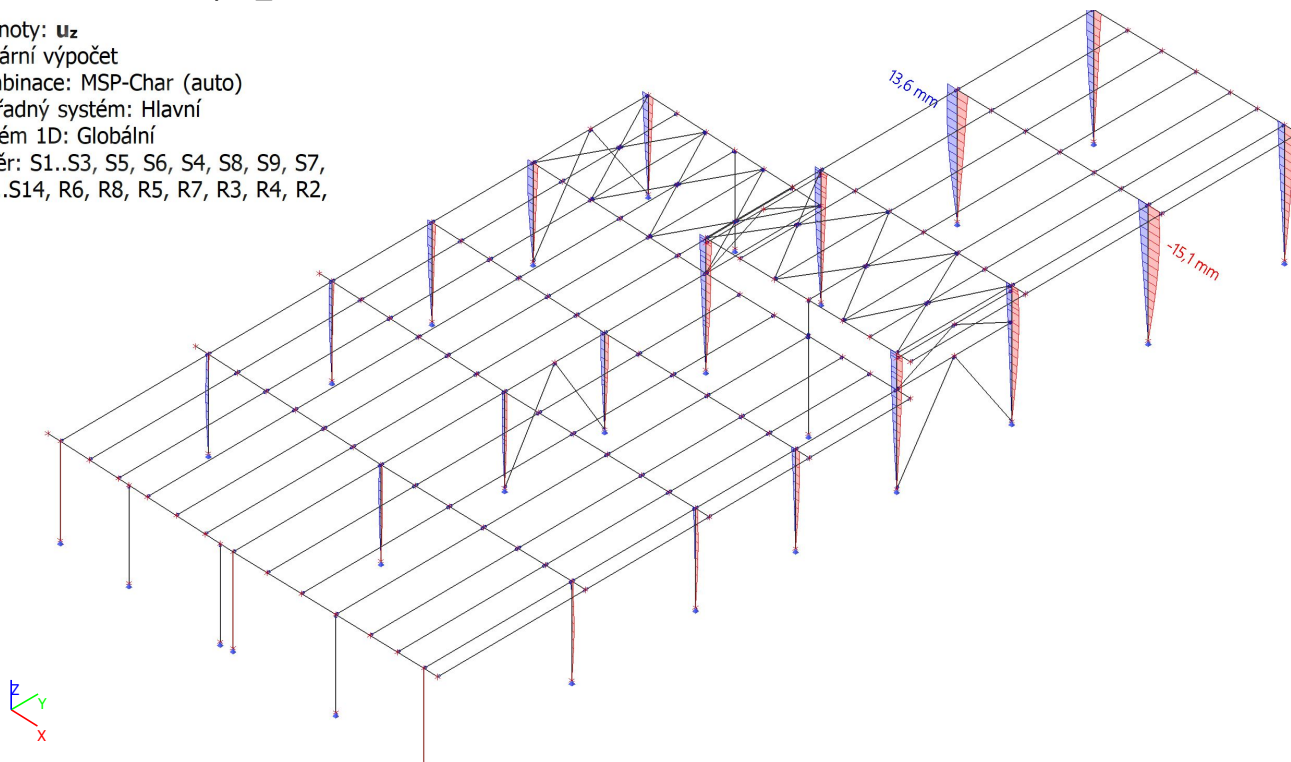 noty: uz
ární výpočet
binace: MSP-Char (auto)
řadný systém: Hlavní
ém 1D: Globální
ěr: S1..S3, S5, S6, S4, S8, S9, S7,
..S14, R6, R8, R5, R7, R3, R4, R2,
13,6 mm
-15,1 mm
Z
Y
X